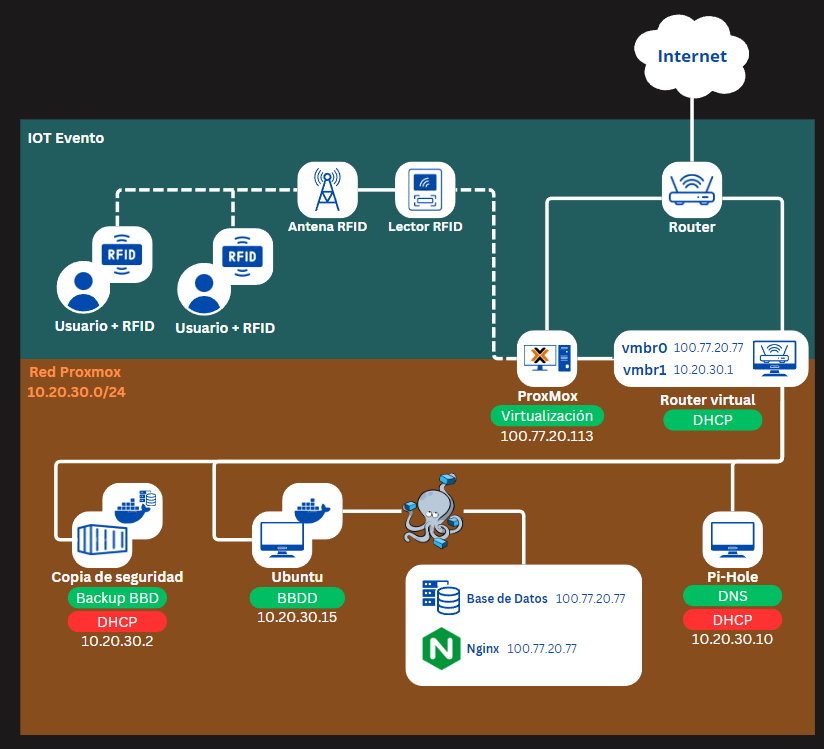 Internet
IOT Evento
Antena RFID
Lector RFID
Router
RFID
RFID
Usuario + RFID
Usuario + RFID
Red Proxmox
10.20.30.0/24
vmbr0 100.77.20.77
vmbr1 10.20.30.1
ProxMox
Virtualización
100.77.20.113
Router virtual
DHCP
Copia de seguridad
Backup BBD
DHCP
10.20.30.2
Ubuntu
BBDD
10.20.30.15
Base de Datos 100.77.20.77
N
Nginx 100.77.20.77
Pi-Hole
DNS
DHCP
10.20.30.10